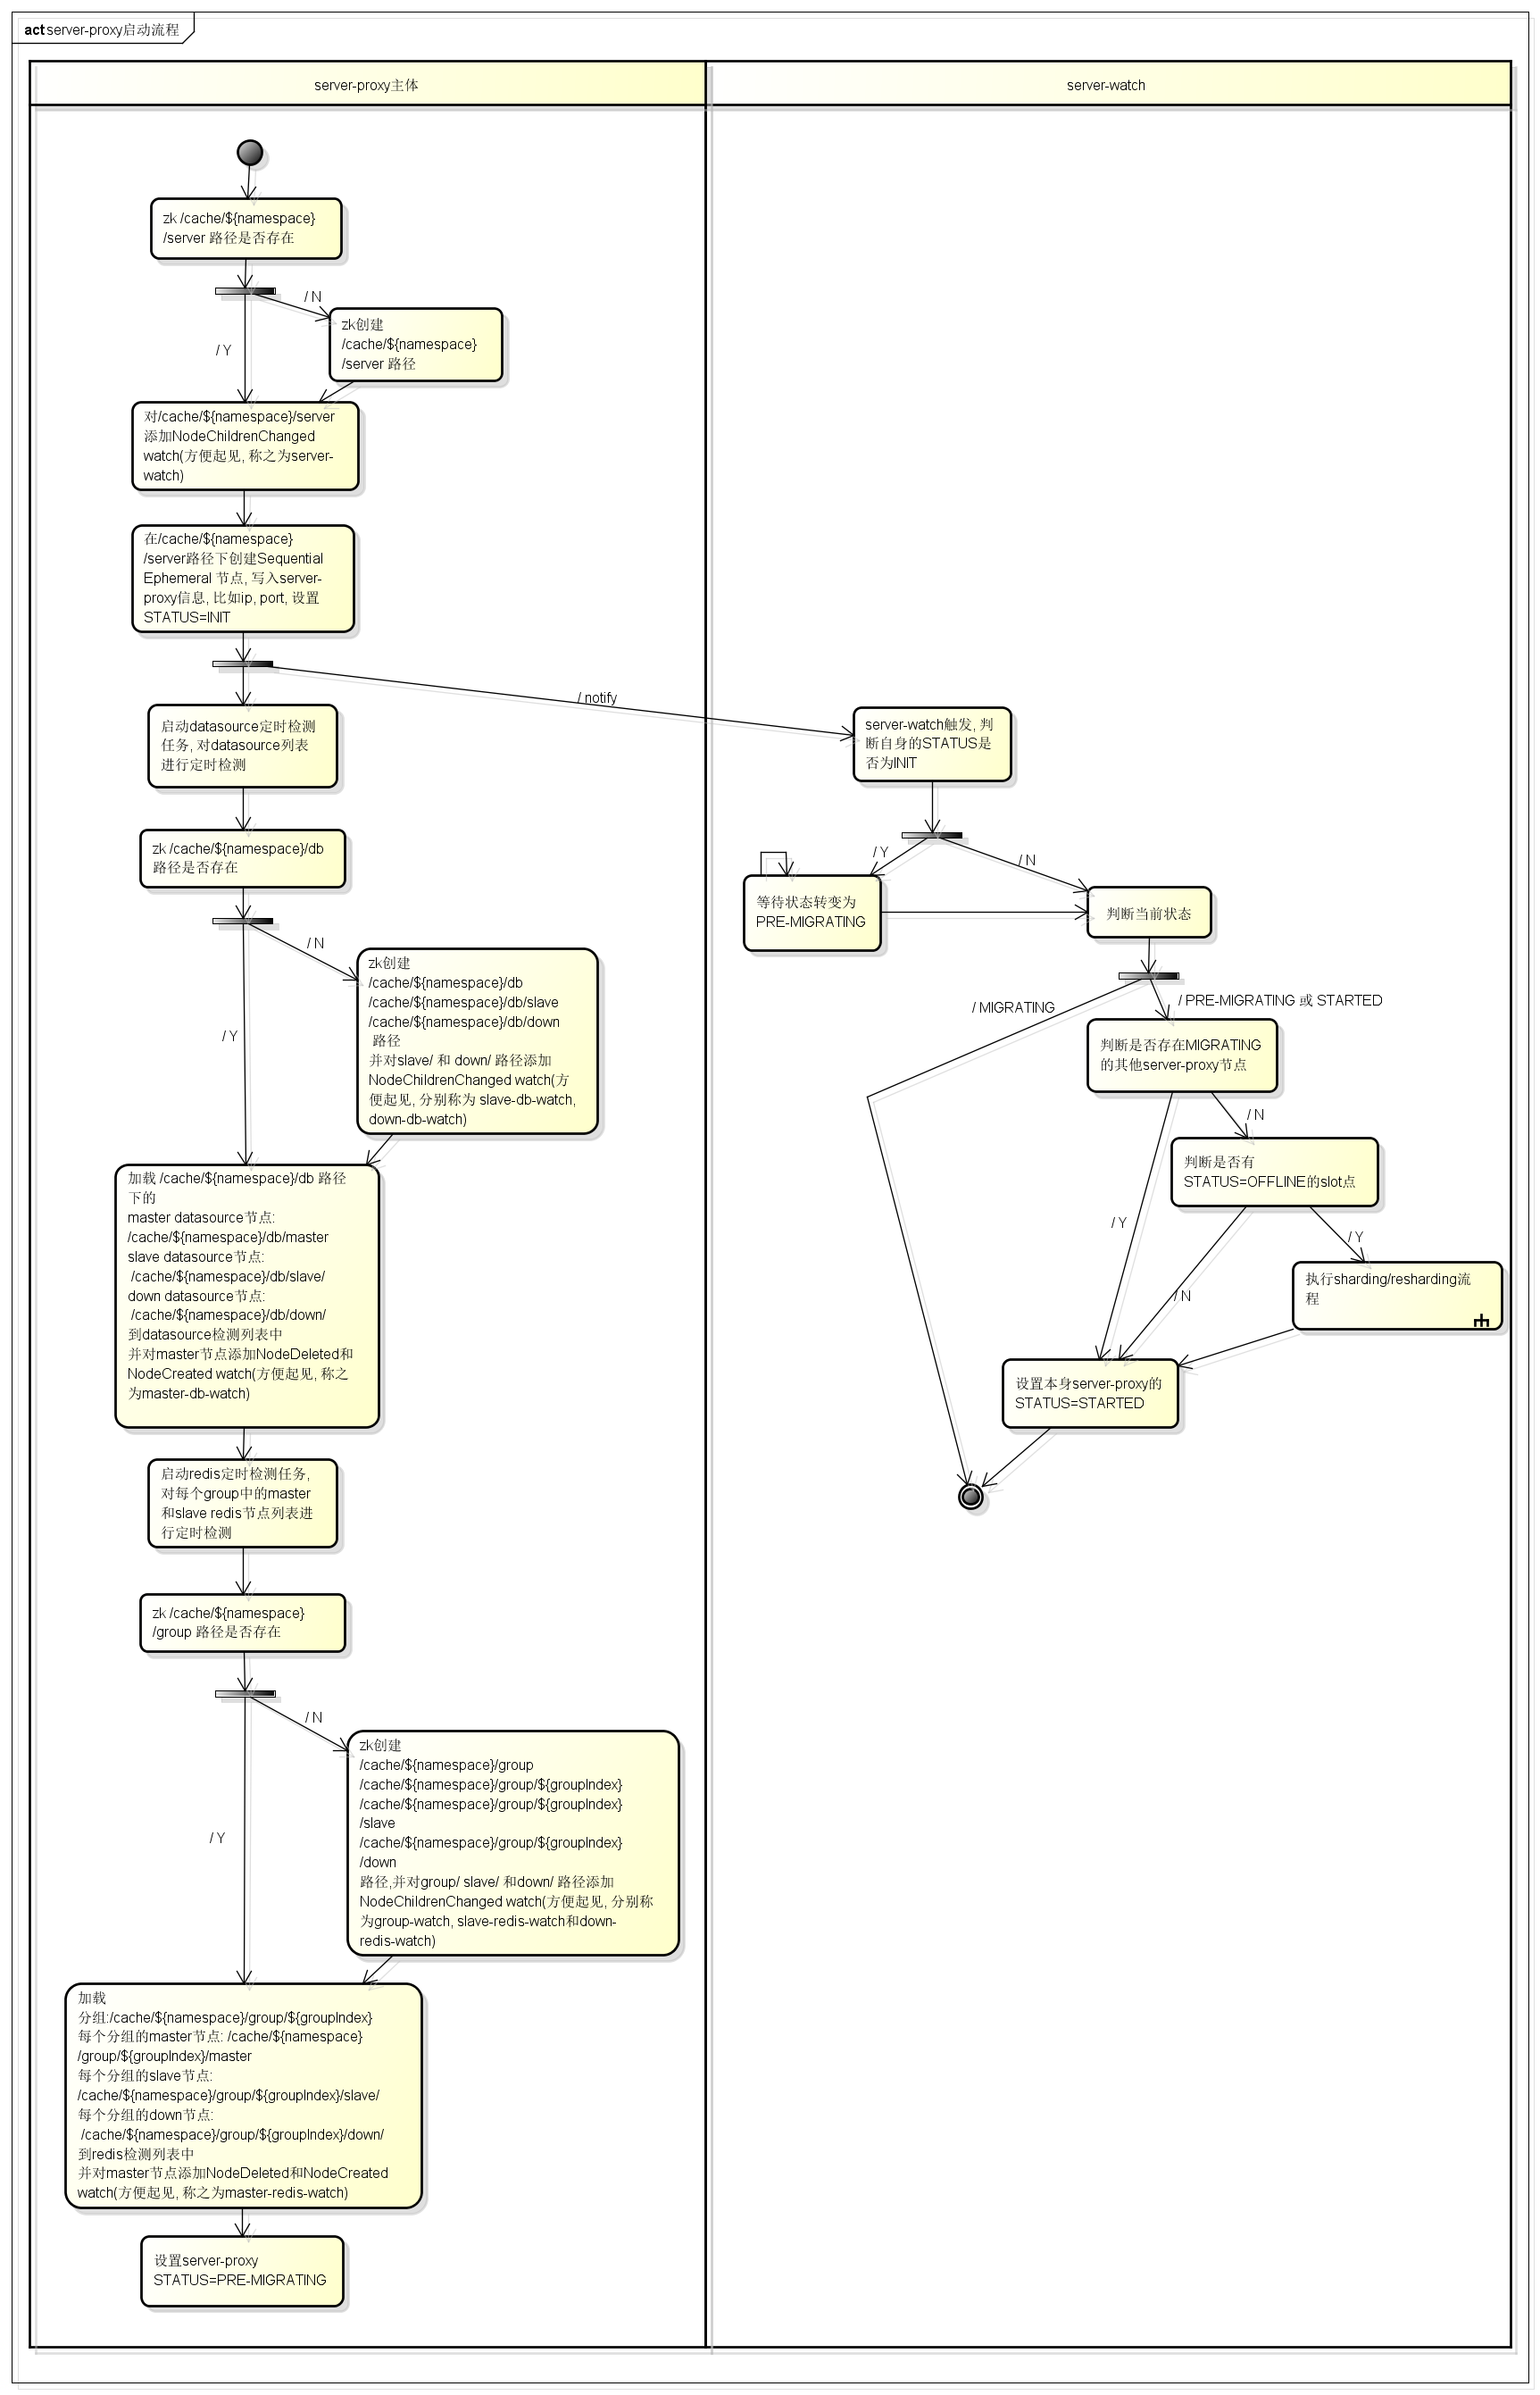 act server-proxy启动流程
server-proxy主体
server-watch
zk /cache/${namespace}
/server 路径是否存在
/ N
zk创建
/cache/${namespace}
/server 路径
/ Y
对/cache/${namespace}/server
添加NodeChildrenChanged
watch(方便起见, 称之为server-
watch)
在/cache/${namespace}
/server路径下创建Sequential
Ephemeral 节点, 写入server-
proxy信息, 比如ip, port, 设置
STATUS=INIT
/ notify
启动datasource定时检测
任务, 对datasource列表
进行定时检测
zk /cache/${namespace}/db
路径是否存在
/ N
zk创建
/cache/${namespace}/db
/cache/${namespace}/db/slave
/cache/${namespace}/db/down
路径
并对slave/ 和 down/ 路径添加
NodeChildrenChanged watch(方
便起见, 分别称为 slave-db-watch,
down-db-watch)
/ Y
加载 /cache/${namespace}/db 路径
下的
master datasource节点:
/cache/${namespace}/db/master
slave datasource节点:
/cache/${namespace}/db/slave/
down datasource节点:
/cache/${namespace}/db/down/
到datasource检测列表中
并对master节点添加NodeDeleted和
NodeCreated watch(方便起见, 称之
为master-db-watch)
启动redis定时检测任务,
对每个group中的master
和slave redis节点列表进
行定时检测
zk /cache/${namespace}
/group 路径是否存在
/ N
zk创建
/cache/${namespace}/group
/cache/${namespace}/group/${groupIndex}
/cache/${namespace}/group/${groupIndex}
/slave
/cache/${namespace}/group/${groupIndex}
/down
路径,并对group/ slave/ 和down/ 路径添加
NodeChildrenChanged watch(方便起见, 分别称
为group-watch, slave-redis-watch和down-
redis-watch)
/ Y
加载
分组:/cache/${namespace}/group/${groupIndex}
每个分组的master节点: /cache/${namespace}
/group/${groupIndex}/master
每个分组的slave节点:
/cache/${namespace}/group/${groupIndex}/slave/
每个分组的down节点:
/cache/${namespace}/group/${groupIndex}/down/
到redis检测列表中
并对master节点添加NodeDeleted和NodeCreated
watch(方便起见, 称之为master-redis-watch)
设置server-proxy
STATUS=PRE-MIGRATING
server-watch触发, 判
断自身的STATUS是
否为INIT
/ Y
/ N
等待状态转变为
PRE-MIGRATING
判断当前状态
/ MIGRATING
/ PRE-MIGRATING 或 STARTED
判断是否存在MIGRATING
的其他server-proxy节点
/ N
判断是否有
STATUS=OFFLINE的slot点
/ Y
/ Y
/ N
执行sharding/resharding流
程
设置本身server-proxy的
STATUS=STARTED